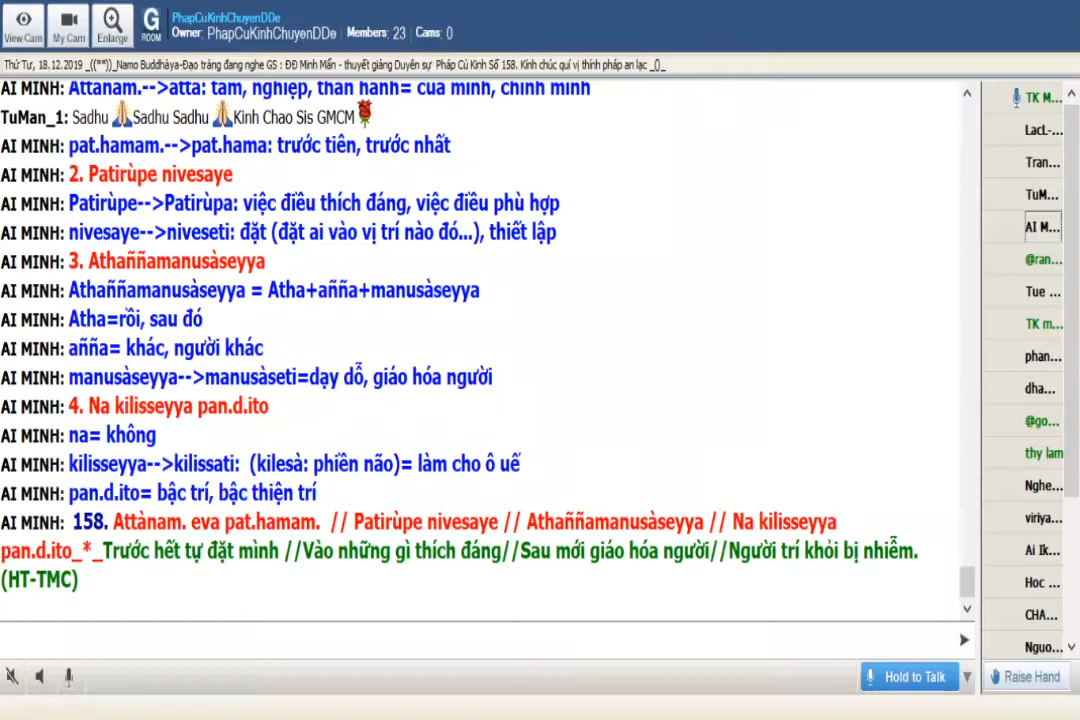 View Cam
My Cam
Enlarge
G
ROOM
PhapCuKinhChuyenDDe
Owner: PhapCuKinhChuyenDDe Members: 23 Cams: 0
Thứ Tư, 18.12.2019 _((**))_Namo Buddhàya-Đạo tràng đang nghe GS : ĐĐ Minh Mẫn - thuyết giảng Duyên sự Pháp Cú Kinh Số 158. Kính chúc quí vị thính pháp an lạc _()_
AI MINH: Attànam.-->atta: tâm, nghiệp, thân hành= của mình, chính mình
TuMan_1: Sadhu 🙏Sadhu Sadhu 🙏Kinh Chao Sis GMCM🌹
AI MINH: pat.hamam.-->pat.hama: trước tiên, trước nhất
AI MINH: 2. Patirùpe nivesaye
AI MINH: Patirùpe-->Patirùpa: việc điều thích đáng, việc điều phù hợp
AI MINH: nivesaye-->niveseti: đặt (đặt ai vào vị trí nào đó...), thiết lập
AI MINH: 3. Athaññamanusàseyya
AI MINH: Athaññamanusàseyya = Atha+añña+manusàseyya
AI MINH: Atha=rồi, sau đó
AI MINH: añña= khác, người khác
AI MINH: manusàseyya-->manusàseti=dạy dỗ, giáo hóa người
AI MINH: 4. Na kilisseyya pan.d.ito
AI MINH: na= không
AI MINH: kilisseyya-->kilissati: (kilesà: phiền não)= làm cho ô uế
AI MINH: pan.d.ito= bậc trí, bậc thiện trí
AI MINH: 158. Attànam. eva pat.hamam. // Patirùpe nivesaye // Athaññamanusàseyya // Na kilisseyya
pan.d.ito_*_Trước hết tự đặt mình //Vào những gì thích đáng//Sau mới giáo hóa người//Người trí khỏi bị nhiễm.
(HT-TMC)
TK M...
LacL-...
Tran...
TuM...
AI M...
@ran...
Tue ...
TK m...
phan...
dha...
@go...
thy lam
Nghe...
viriya...
Ai Ik...
Hoc ...
CHA...
Nguo...
Hold to Talk
Raise Hand